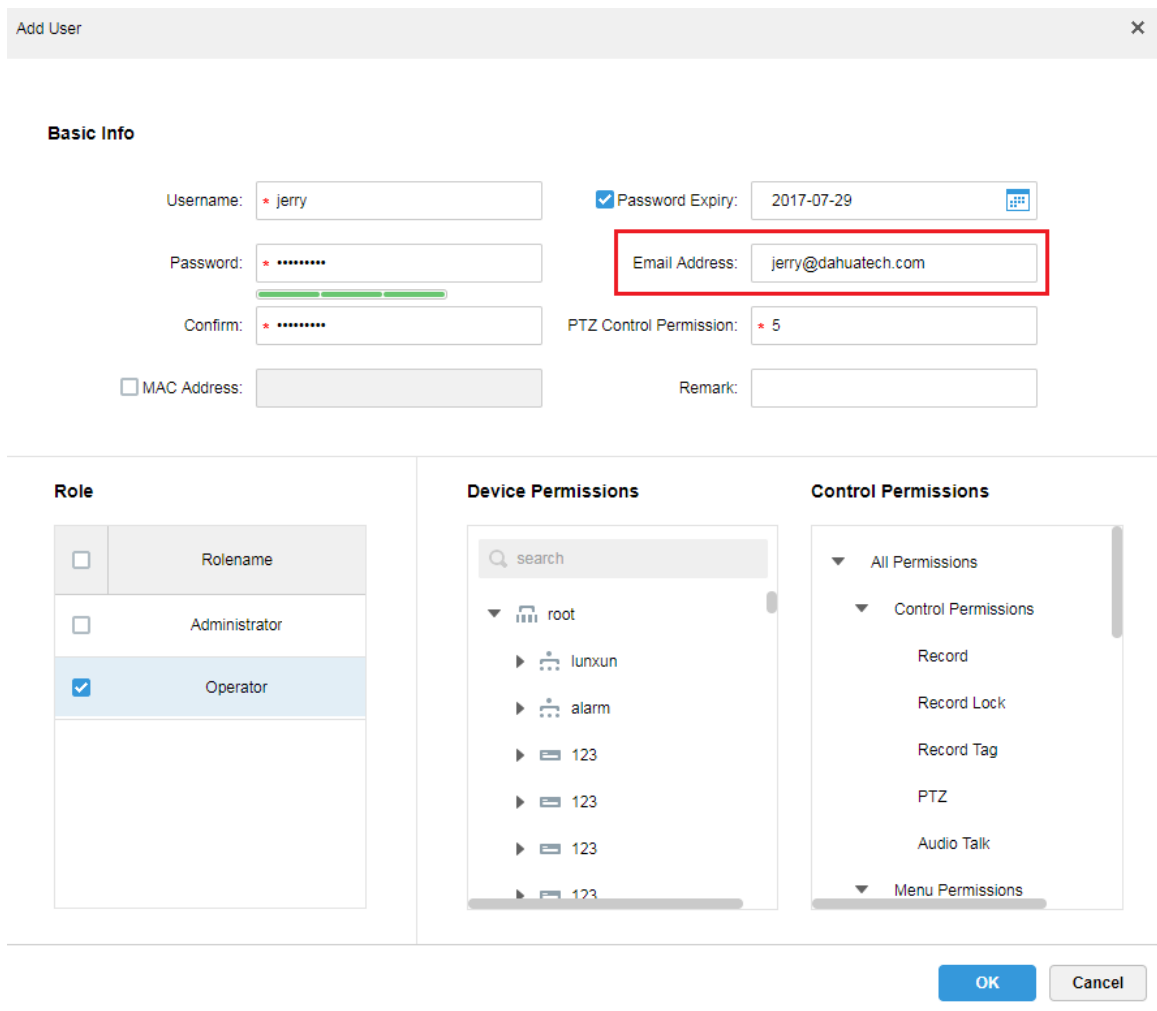 Add User
Basic Info
Username: * jerry
Password Expiry: 2017-07-29
Password: * •••••••••
Email Address: jerry@dahuatech.com
Confirm: * •••••••••
PTZ Control Permission: * 5
MAC Address:
Remark:
Role
Rolename
Administrator
Operator
Device Permissions
search
root
lunxun
alarm
123
123
123
123
Control Permissions
All Permissions
Control Permissions
Record
Record Lock
Record Tag
PTZ
Audio Talk
Menu Permissions
OK
Cancel